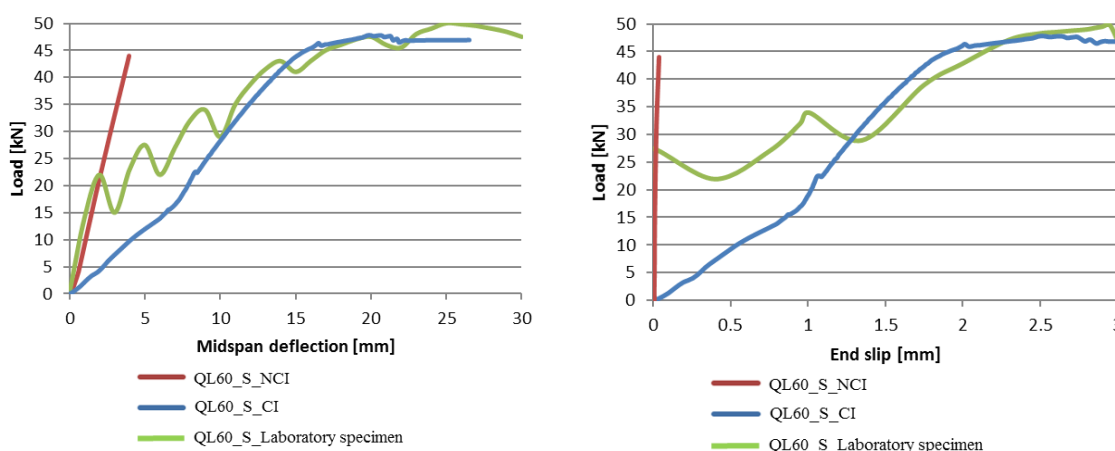 50
45
40
35
30
25
20
15
10
5
0
Load [kN]
0 5 10 15 20 25 30
Midspan deflection [mm]
QL60_S_NCI
QL60_S_CI
QL60_S_Laboratory specimen
50
45
40
35
30
25
20
15
10
5
0
Load [kN]
0 0.5 1 1.5 2 2.5 3
End slip [mm]
QL60_S_NCI
QL60_S_CI
QL60_S_Laboratory specimen